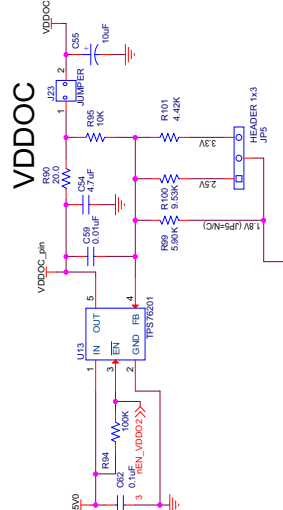 VDDOC
VDDOC
C55
10uF
J23
JUMPER
2
1
R95
10K
R101
4.42K
HEADER 1x3
JP5
3.3V
2.5V
R90
20.0
C54
4.7uF
R100
9.53K
C59
0.01uF
R99
5.90K
1.8V (JP5=N/C)
VDDOC_pin
5
4
U13
OUT
FB
IN
EN
GND
TPS76201
1
3
2
R94
100K
nEN_VDDO2
C62
0.1uF
3
5V0